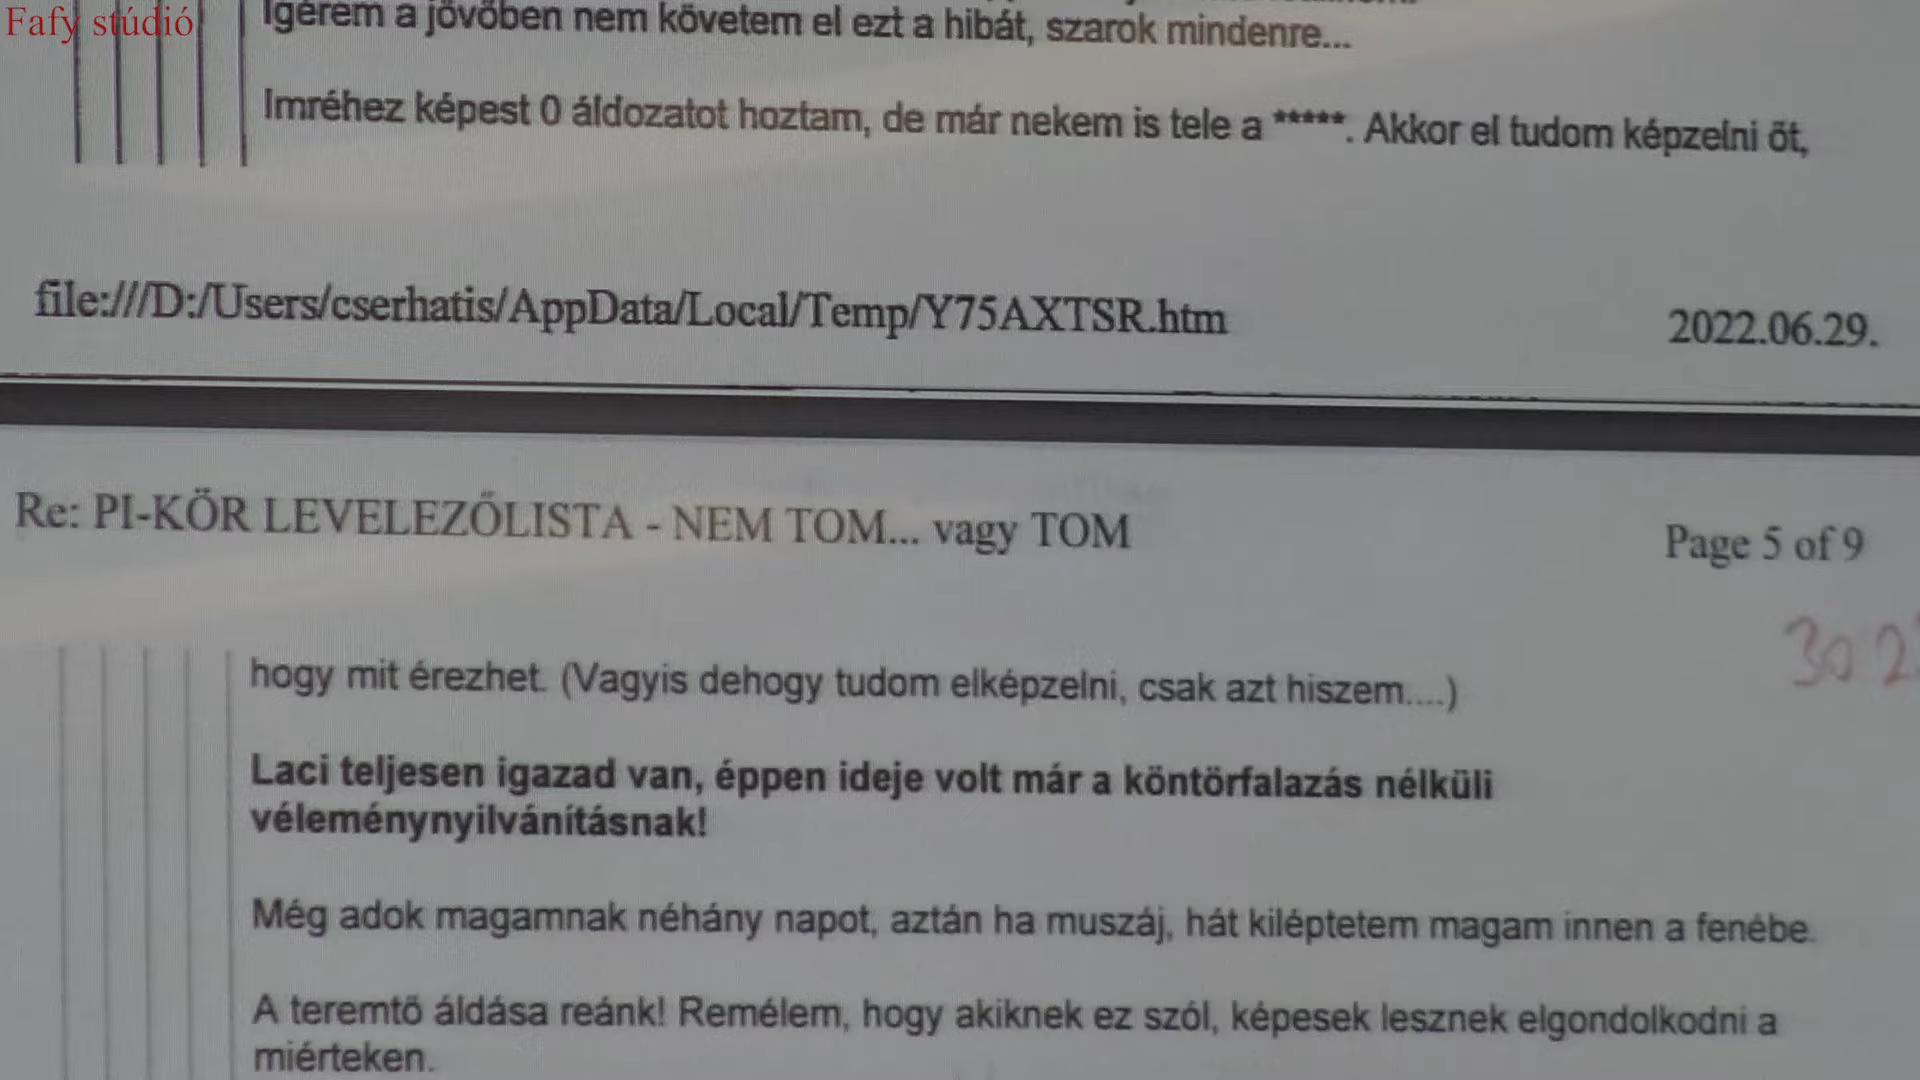 Fafy stúdió
Igérem a jövőben nem követem el ezt a hibát, szarok mindenre...
Imréhez képest 0 áldozatot hoztam, de már nekem is tele a *****. Akkor el tudom képzelni őt,
file:///D:/Users/cserhatis/AppData/Local/Temp/Y75AXTSR.htm 2022.06.29.
Re: PI-KÖR LEVELEZŐLISTA - NEM TOM... vagy TOM Page 5 of 9
30
hogy mit érezhet. (Vagyis dehogy tudom elképzelni, csak azt hiszem....)
Laci teljesen igazad van, éppen ideje volt már a köntörfalazás nélküli
véleménynyilvánításnak!
Még adok magamnak néhány napot, aztán ha muszáj, hát kiléptetem magam innen a fenébe.
A teremtő áldása reánk! Remélem, hogy akiknek ez szól, képesek lesznek elgondolkodni a
miérteken.